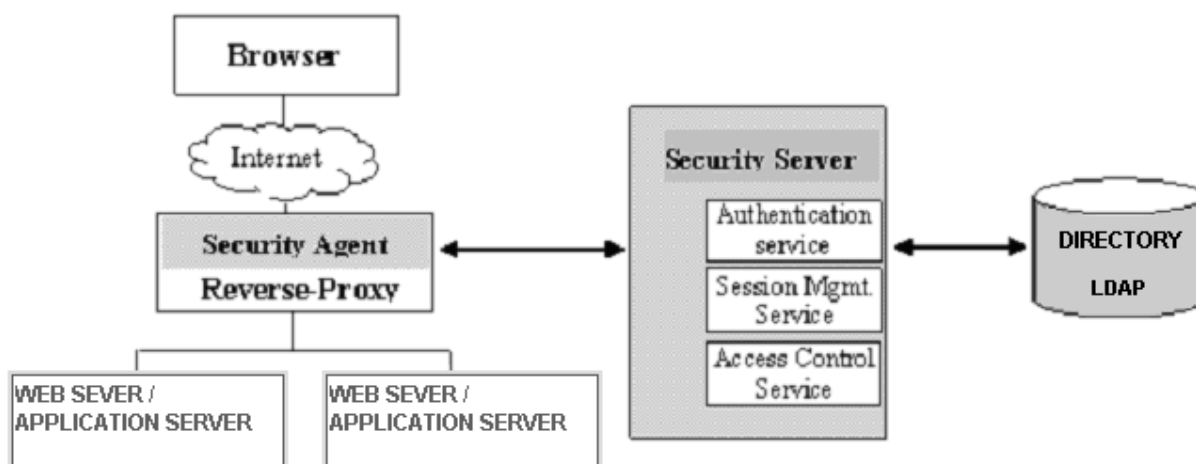 Browser
Internet
Security Agent
Reverse-Proxy
WEB SEVER /
APPLICATION SERVER
WEB SEVER /
APPLICATION SERVER
Security Server
Authentication
service
Session Mgmt.
Service
Access Control
Service
DIRECTORY
LDAP